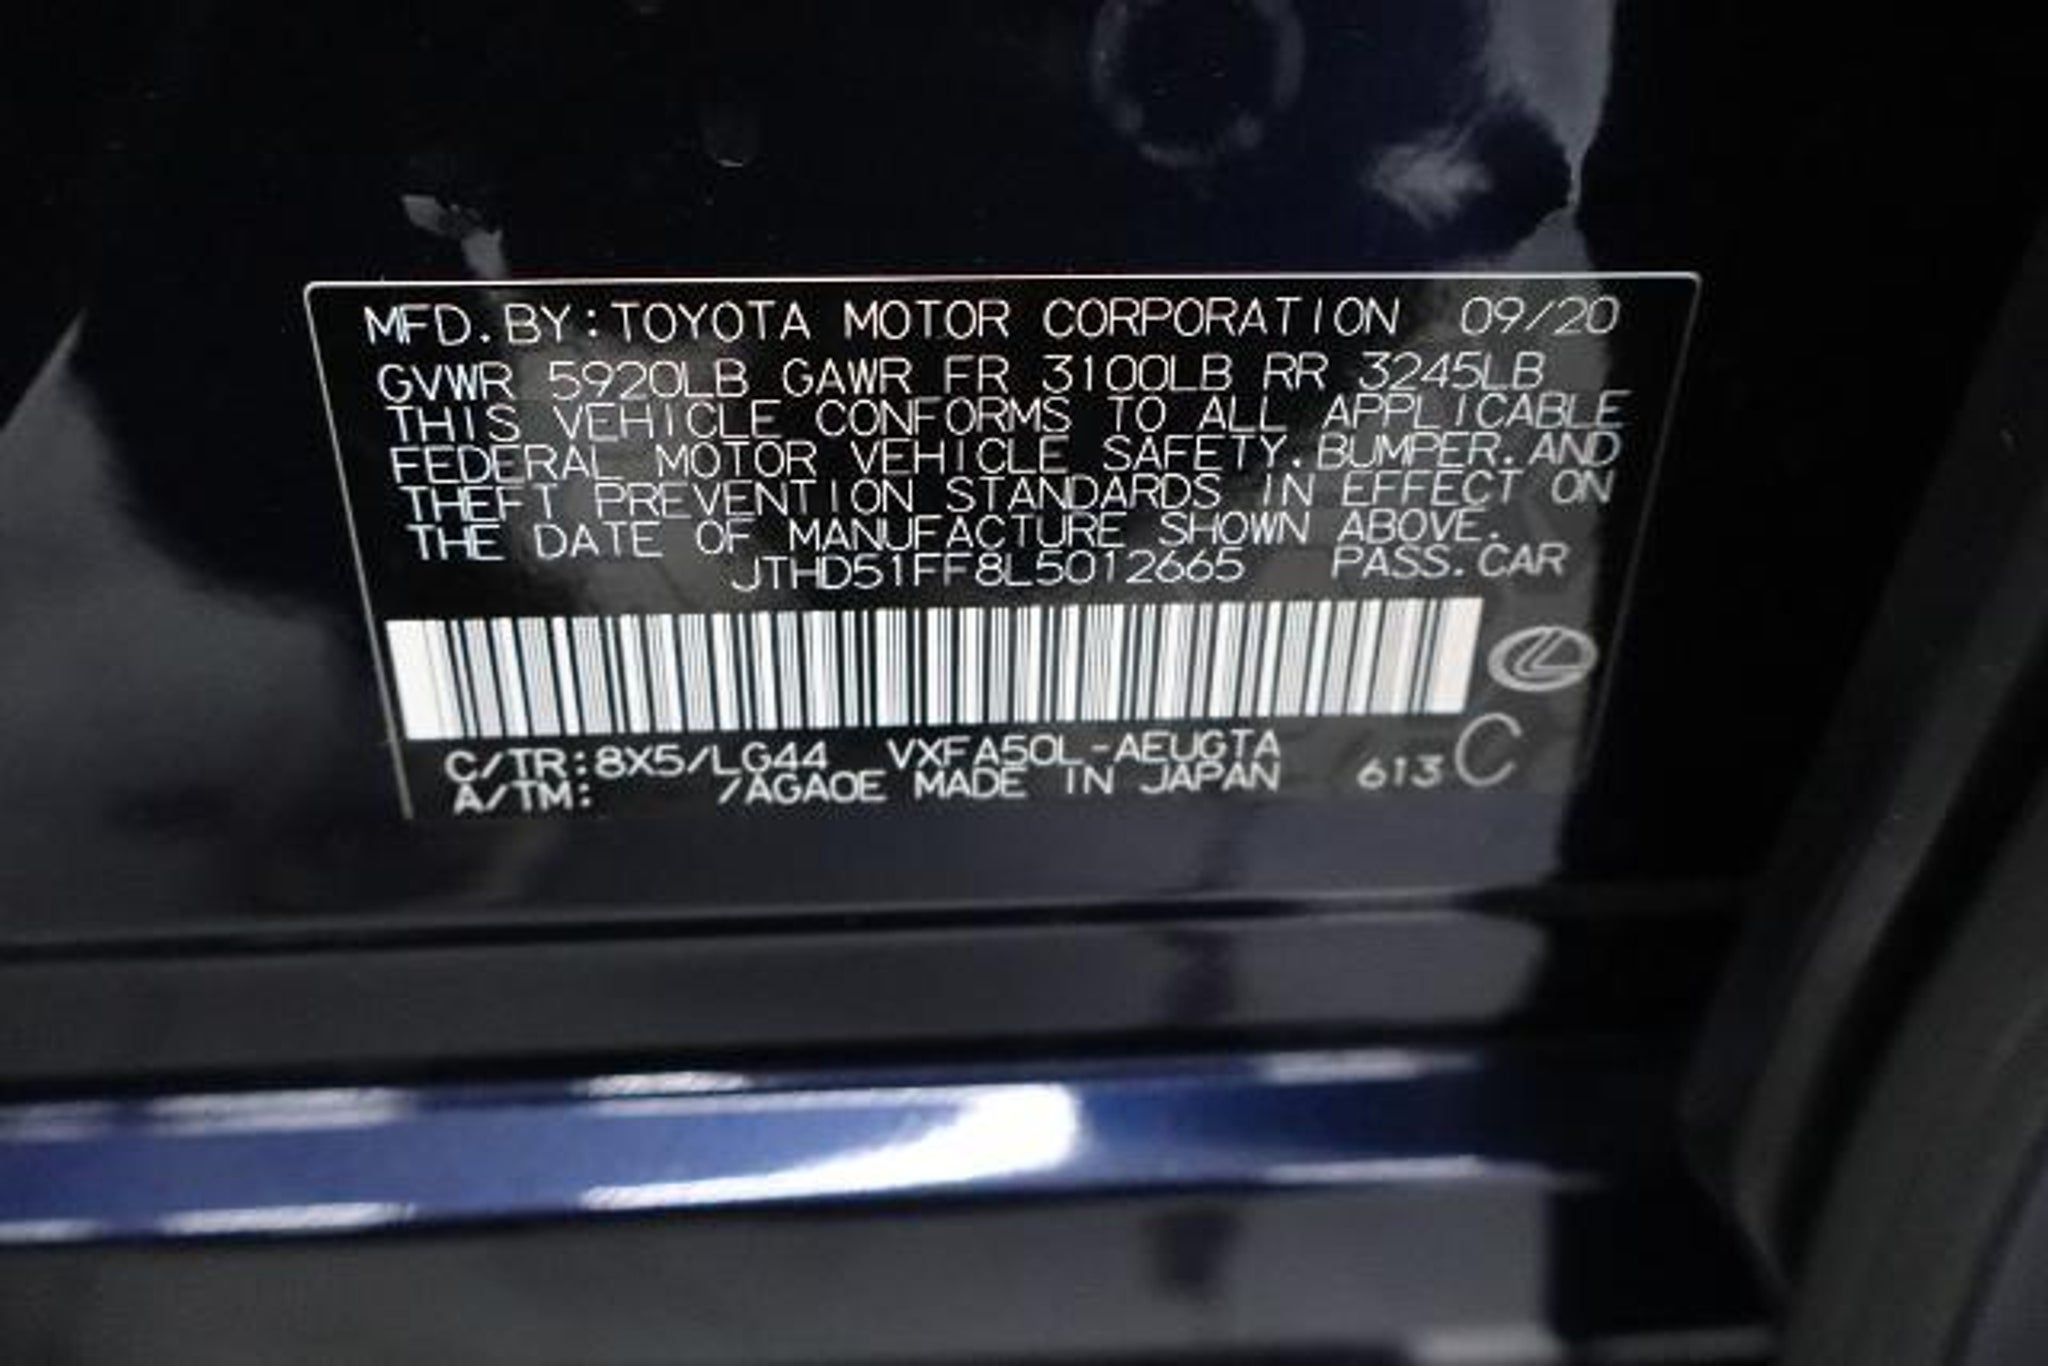 MFD. BY: TOYOTA MOTOR CORPORATION 09/20
GVWR 5920LB GAWR FR 3100LB RR 3245LB
THIS VEHICLE CONFORMS TO ALL APPLICABLE
FEDERAL MOTOR VEHICLE SAFETY. BUMPER. AND
THEFT PREVENTION STANDARDS IN EFFECT ON
THE DATE OF MANUFACTURE SHOWN ABOVE.
JTHD51FF8L5012665 PASS. CAR
C/TR: 8X5/LG44 VXFA50L-AEUGTA
A/TM: /AGA0E MADE IN JAPAN 613 C